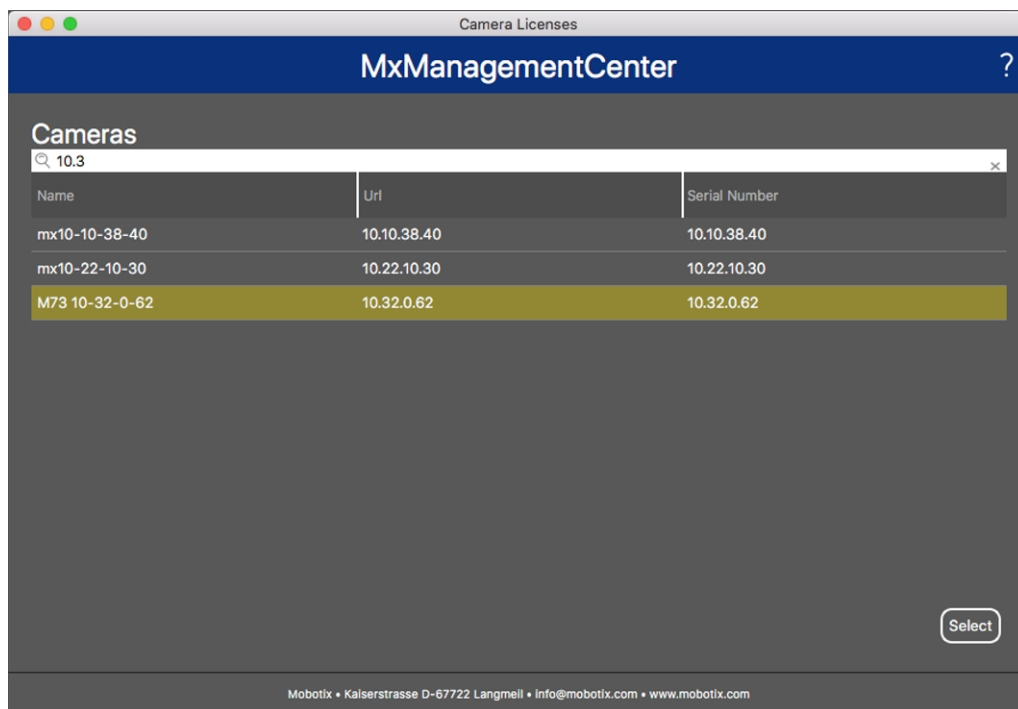 Camera Licenses
MxManagementCenter ?
Cameras
10.3 ×
Name Url Serial Number
mx10-10-38-40 10.10.38.40 10.10.38.40
mx10-22-10-30 10.22.10.30 10.22.10.30
M73 10-32-0-62 10.32.0.62 10.32.0.62
Select
Mobotix • Kaiserstrasse D-67722 Langmeil • info@mobotix.com • www.mobotix.com